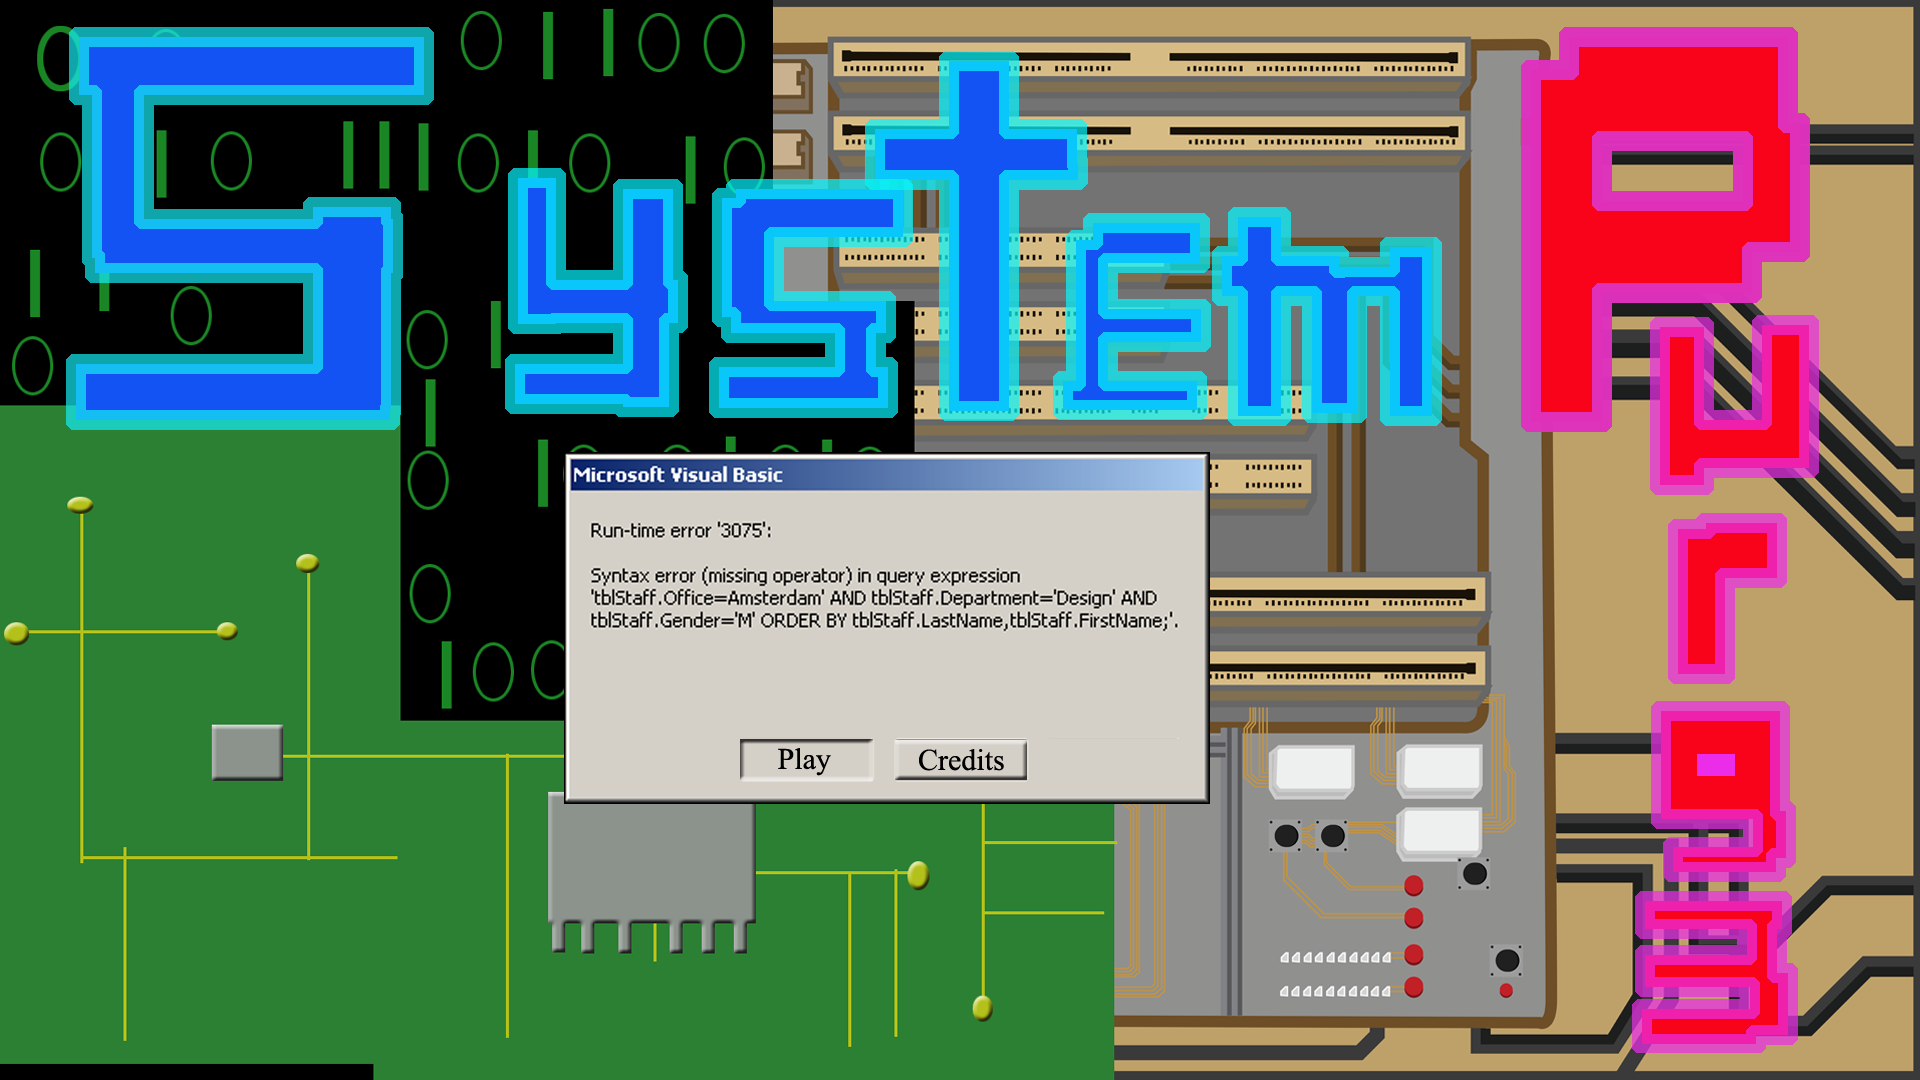 System
Purge
Microsoft Visual Basic
Run-time error '3075':
Syntax error (missing operator) in query expression
'tblStaff.Office=Amsterdam' AND tblStaff.Department='Design' AND
tblStaff.Gender='M' ORDER BY tblStaff.LastName,tblStaff.FirstName;'.
Play
Credits